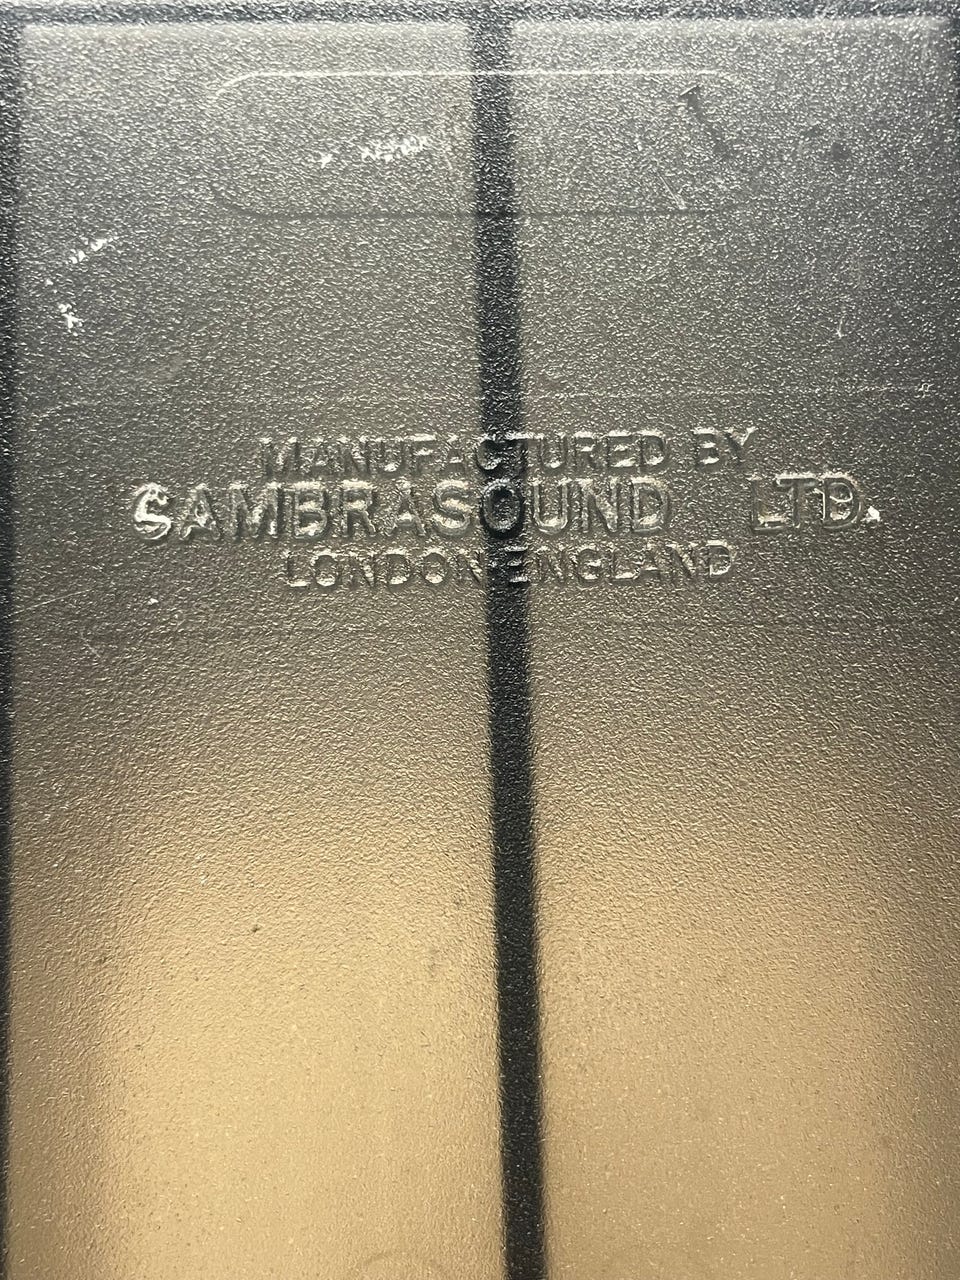 MANUFACTURED BY
CAMBRASOUND LTD.
LONDON ENGLAND